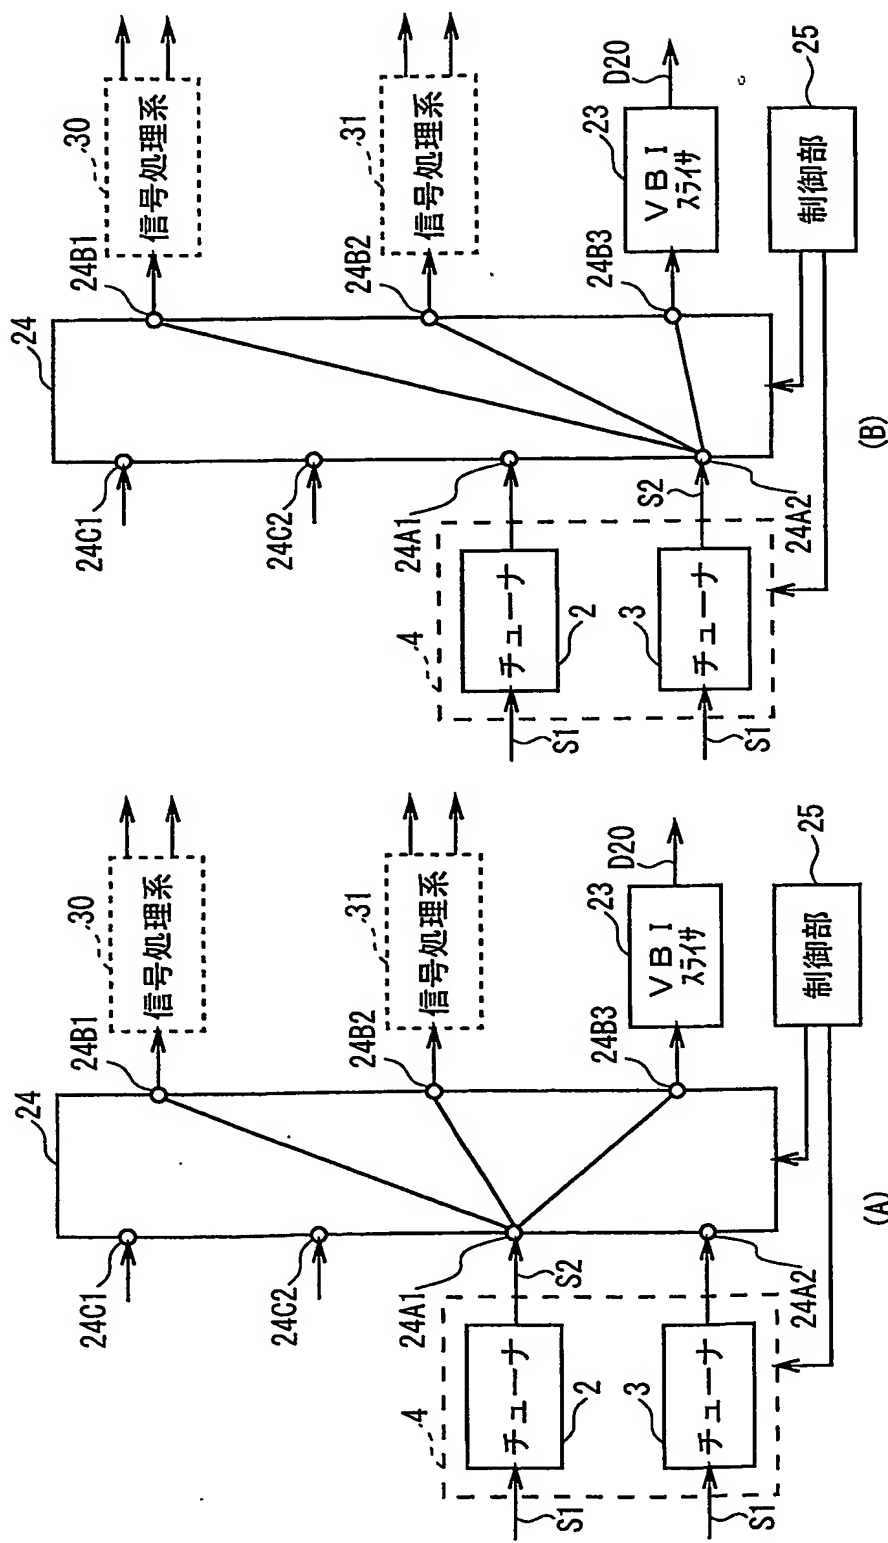 24
24C1
24C2
24A1
24A2
24B1
24B2
24B3
30
信号処理系
31
信号処理系
23
VBI
スライサ
D20
25
制御部
4
チューナ
2
3
チューナ
S1
S1
S2
(A)
24
24C1
24C2
24A1
24A2
24B1
24B2
24B3
30
信号処理系
31
信号処理系
23
VBI
スライサ
D20
25
制御部
4
チューナ
2
3
チューナ
S1
S1
S2
(B)